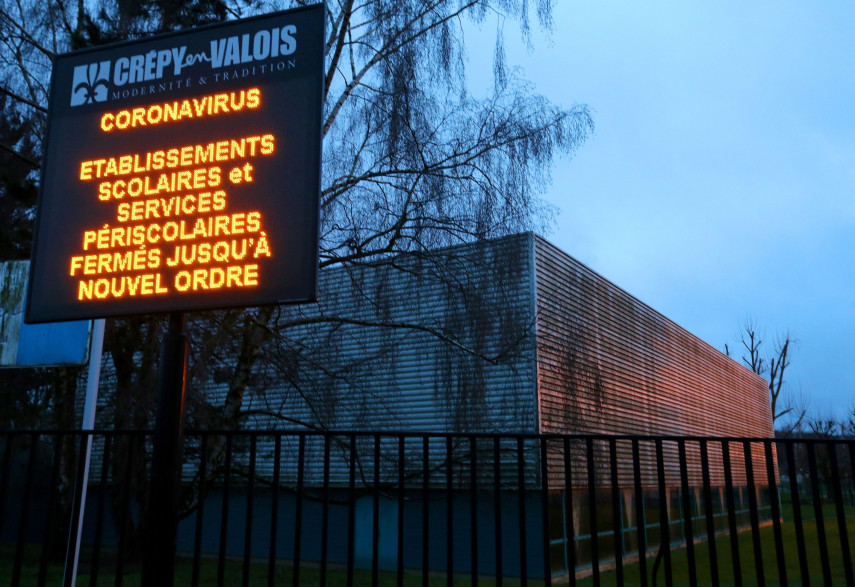 CRÉPY en VALOIS
MODERNITÉ & TRADITION
CORONAVIRUS
ETABLISSEMENTS
SCOLAIRES et
SERVICES
PÉRISCOLAIRES
FERMÉS JUSQU'À
NOUVEL ORDRE